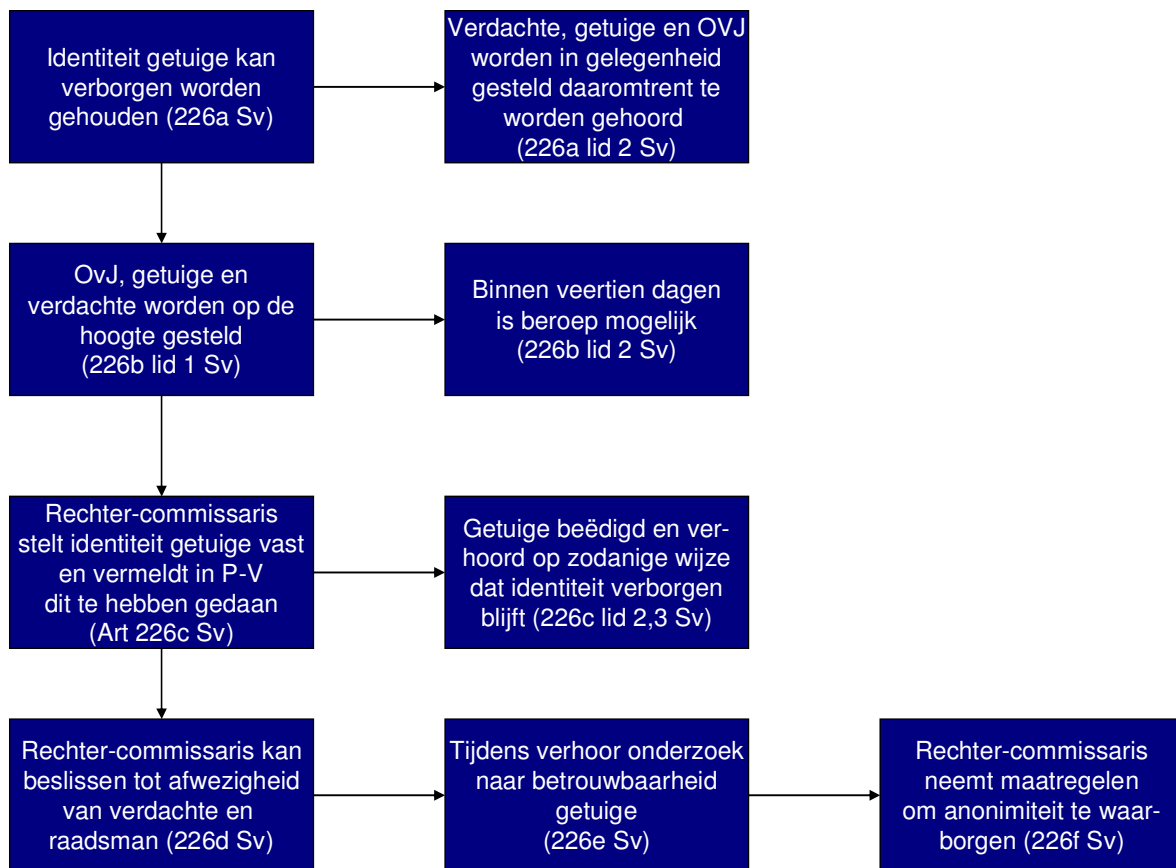 Identiteit getuige kan
verborgen worden
gehouden (226a Sv)
Verdachte, getuige en OVJ
worden in gelegenheid
gesteld daaromtrent te
worden gehoord
(226a lid 2 Sv)
OvJ, getuige en
verdachte worden op de
hoogte gesteld
(226b lid 1 Sv)
Binnen veertien dagen
is beroep mogelijk
(226b lid 2 Sv)
Rechter-commissaris
stelt identiteit getuige vast
en vermeldt in P-V
dit te hebben gedaan
(Art 226c Sv)
Getuige beëdigd en ver-
hoord op zodanige wijze
dat identiteit verborgen
blijft (226c lid 2,3 Sv)
Rechter-commissaris kan
beslissen tot afwezigheid
van verdachte en
raadsman (226d Sv)
Tijdens verhoor onderzoek
naar betrouwbaarheid
getuige
(226e Sv)
Rechter-commissaris
neemt maatregelen
om anonimiteit te waar-
borgen (226f Sv)